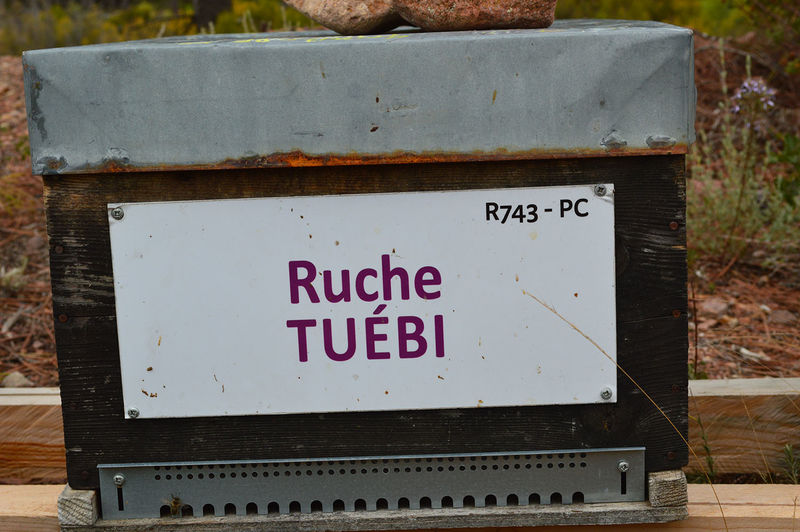 R743 - PC
Ruche
TUÉBI